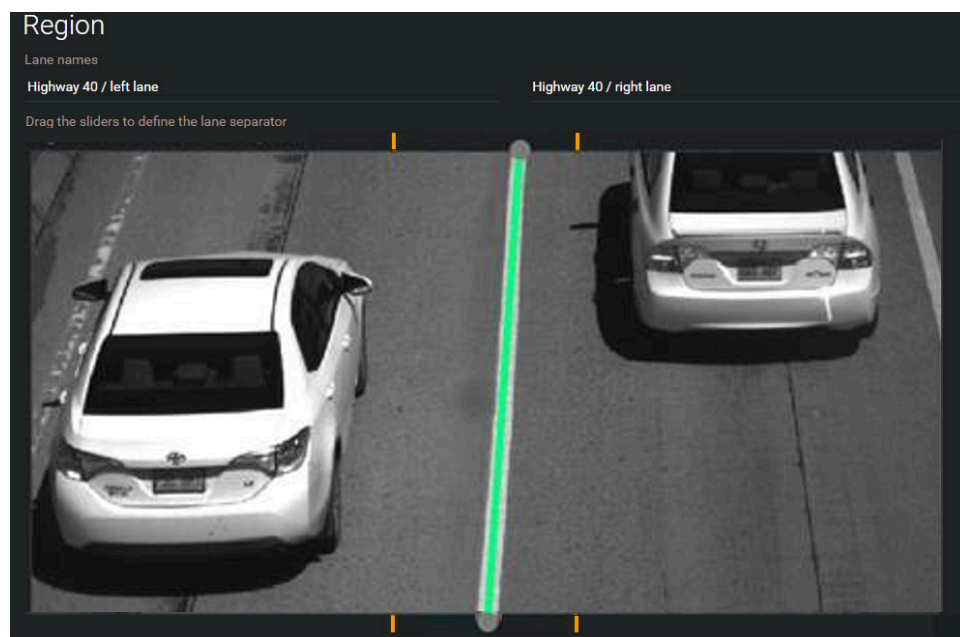 Region
Lane names
Highway 40 / left lane
Highway 40 / right lane
Drag the sliders to define the lane separator